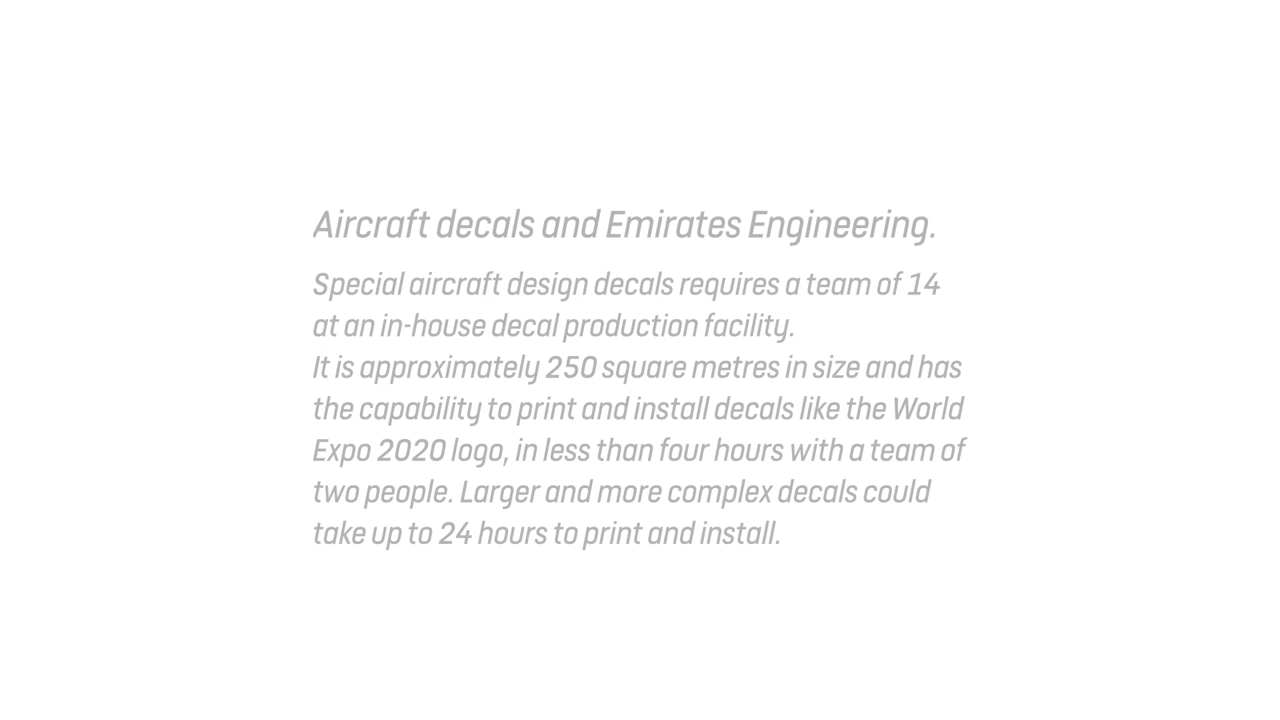 Aircraft decals and Emirates Engineering.
Special aircraft design decals requires a team of 14
at an in-house decal production facility.
It is approximately 250 square metres in size and has
the capability to print and install decals like the World
Expo 2020 logo, in less than four hours with a team of
two people. Larger and more complex decals could
take up to 24 hours to print and install.